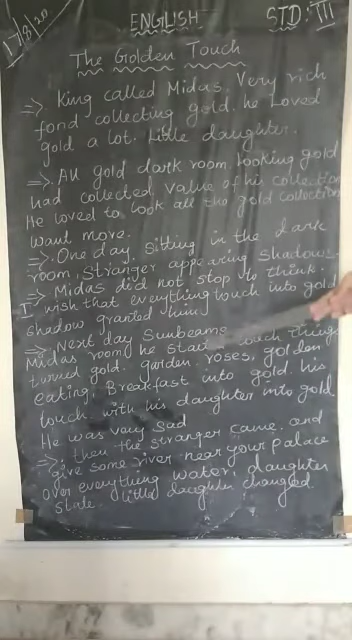 17/8/20
ENGLISH STD: III
The Golden Touch
=> King called Midas. Very rich
fond collecting gold. he Loved
gold a lot. Little daughter.
=> All gold dark room. looking gold
had collected. Value of his collection
He loved to look all the gold collection
want more.
=> One day. Sitting in the dark
room, Stranger appearing shadows.
=> Midas did not stop to think.
I wish that everything touch into gold
shadow granted him
=> Next day Sunbeame
Midas room he start touch things
turned gold. garden. roses, golden
eating. Breakfast into gold. his
touch with his daughter into gold
He was very sad
=> , then the stranger came. and
give some river near your palace
over everything water. daughter
little daughter changed
state.